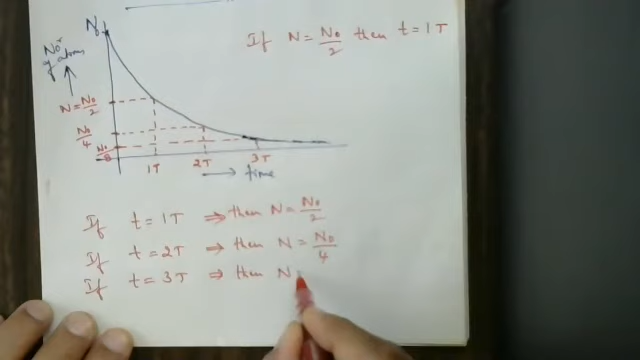 If N = N₀/2 then t = 1T
N₀
No. of atoms
N = N₀/2
N₀/4
N₀/8
1T 2T 3T
time
If t = 1T ⇒ then N = N₀/2
If t = 2T ⇒ then N = N₀/4
If t = 3T ⇒ then N